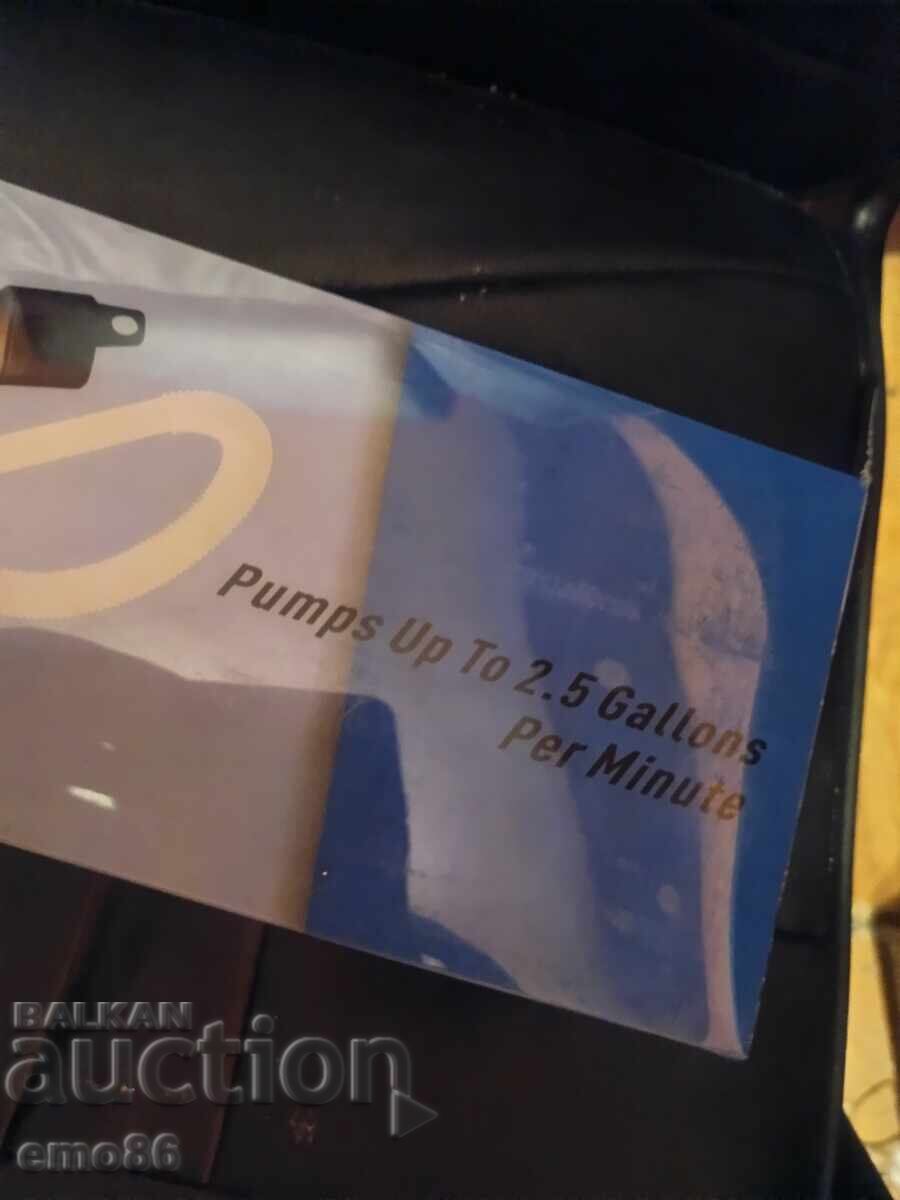 Pumps Up To 2.5 Gallons
Per Minute
BALKAN
auction
emo86